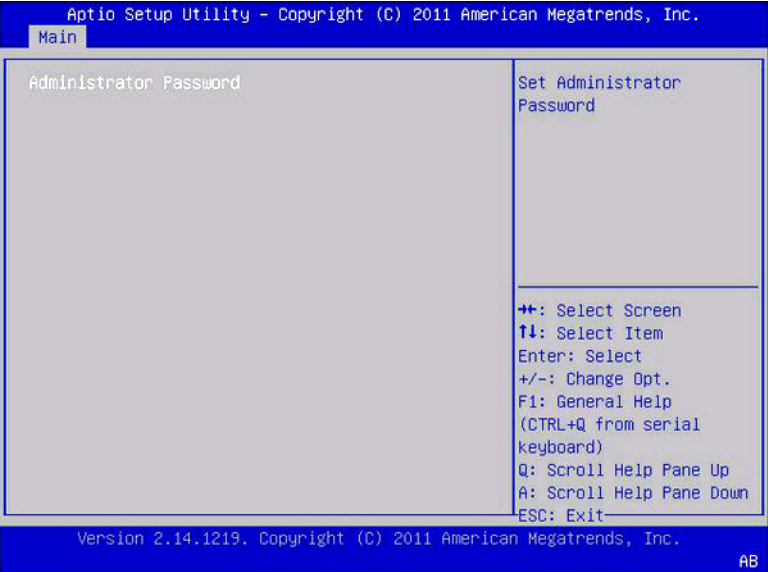 Aptio Setup Utility – Copyright (C) 2011 American Megatrends, Inc.
Main
Administrator Password
Set Administrator
Password
→←: Select Screen
↑↓: Select Item
Enter: Select
+/-: Change Opt.
F1: General Help
(CTRL+Q from serial
keyboard)
Q: Scroll Help Pane Up
A: Scroll Help Pane Down
ESC: Exit
Version 2.14.1219. Copyright (C) 2011 American Megatrends, Inc.
AB